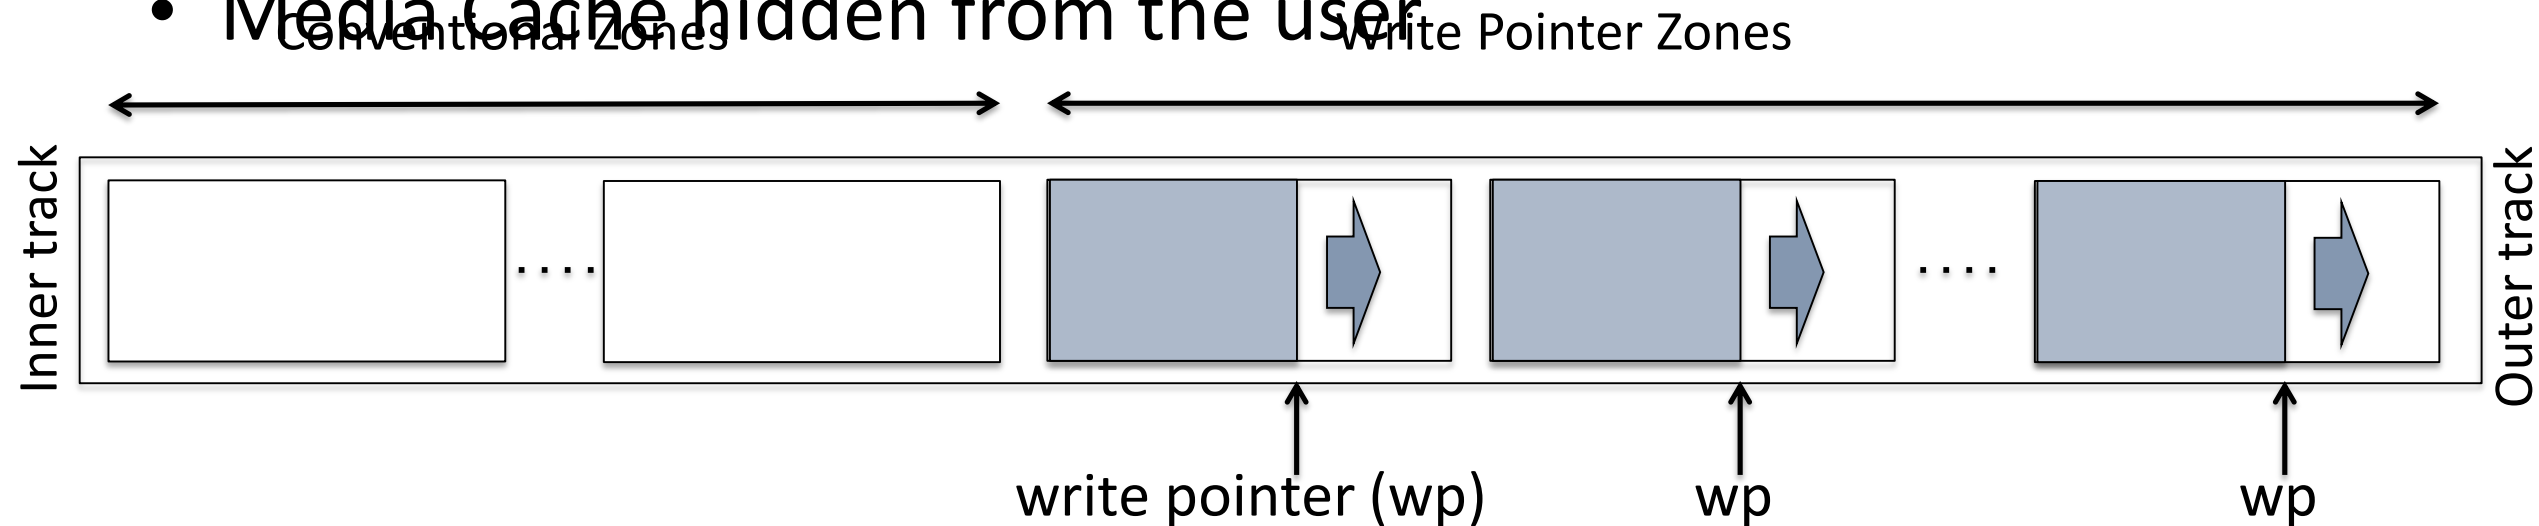 • Media Cache hidden from the user
Conventional Zones
Write Pointer Zones
Inner track
. . . .
. . . .
Outer track
write pointer (wp)
wp
wp